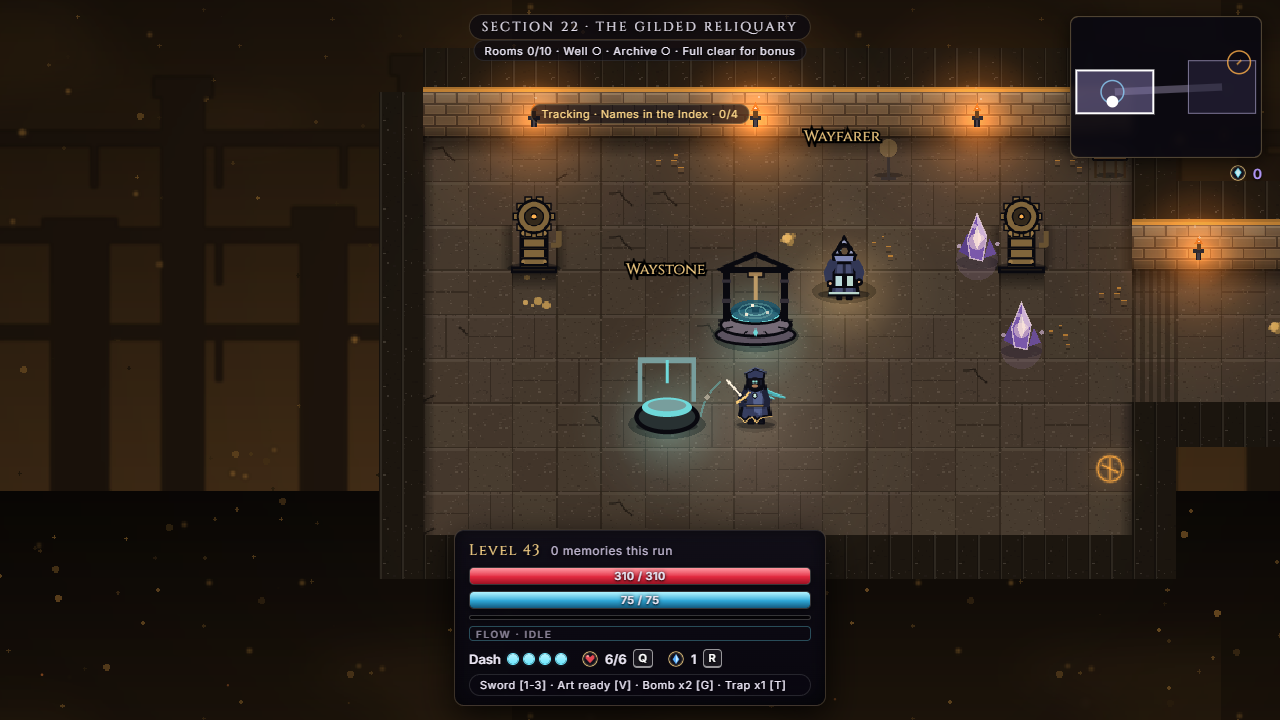 SECTION 22 · THE GILDED RELIQUARY
Rooms 0/10 · Well ○ · Archive ○ · Full clear for bonus
Tracking · Names in the Index · 0/4
WAYFARER
0
WAYSTONE
LEVEL 43 0 memories this run
310 / 310
75 / 75
FLOW · IDLE
Dash 6/6 Q 1 R
Sword [1-3] · Art ready [V] · Bomb x2 [G] · Trap x1 [T]